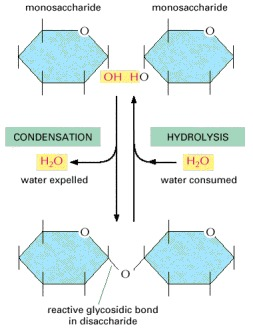 monosaccharide monosaccharide
O O
OH HO
CONDENSATION HYDROLYSIS
H₂O H₂O
water expelled water consumed
O O
O
reactive glycosidic bond
in disaccharide